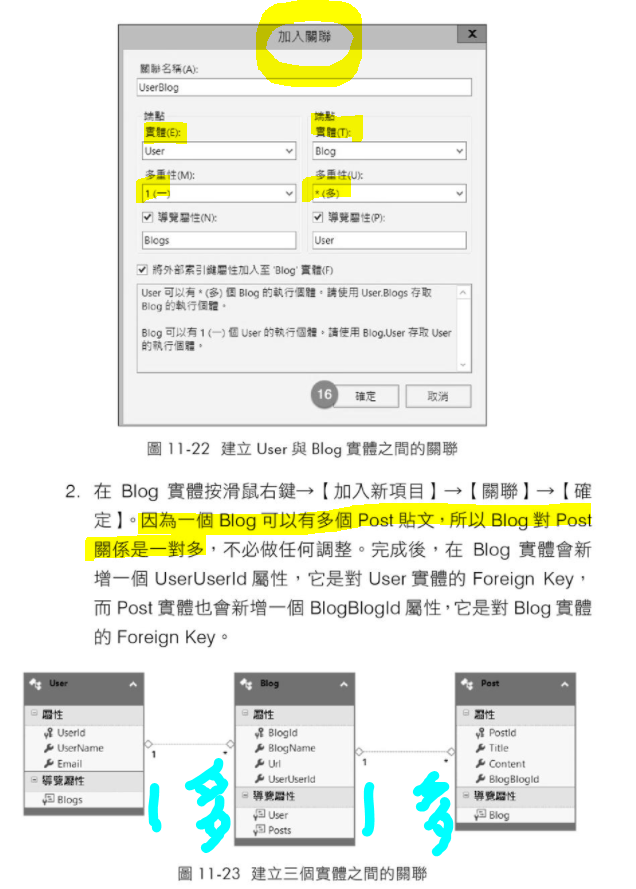 加入關聯
x
關聯名稱(A):
UserBlog
端點
實體(E):
User
多重性(M):
1 (一)
導覽屬性(N):
Blogs
端點
實體(T):
Blog
多重性(U):
* (多)
導覽屬性(P):
User
將外部索引鍵屬性加入至 'Blog' 實體(F)
User 可以有 * (多) 個 Blog 的執行個體。請使用 User.Blogs 存取
Blog 的執行個體。
Blog 可以有 1 (一) 個 User 的執行個體。請使用 Blog.User 存取 User
的執行個體。
16
確定
取消
圖 11-22 建立 User 與 Blog 實體之間的關聯
2. 在 Blog 實體按滑鼠右鍵→【加入新項目】→【關聯】→【確
定】。因為一個 Blog 可以有多個 Post 貼文,所以 Blog 對 Post
關係是一對多,不必做任何調整。完成後,在 Blog 實體會新
增一個 UserUserId 屬性,它是對 User 實體的 Foreign Key,
而 Post 實體也會新增一個 BlogBlogId 屬性,它是對 Blog 實體
的 Foreign Key。
User
屬性
UserId
UserName
Email
導覽屬性
Blogs
1
*
1 多
Blog
屬性
BlogId
BlogName
Url
UserUserId
導覽屬性
User
Posts
1
*
1 多
Post
屬性
PostId
Title
Content
BlogBlogId
導覽屬性
Blog
圖 11-23 建立三個實體之間的關聯